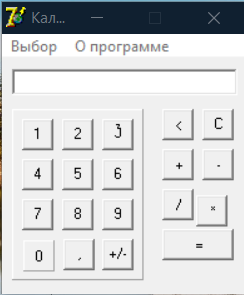 Кал...
Выбор О программе
1 2 3 < C
4 5 6 + -
7 8 9 / *
0 , +/- =